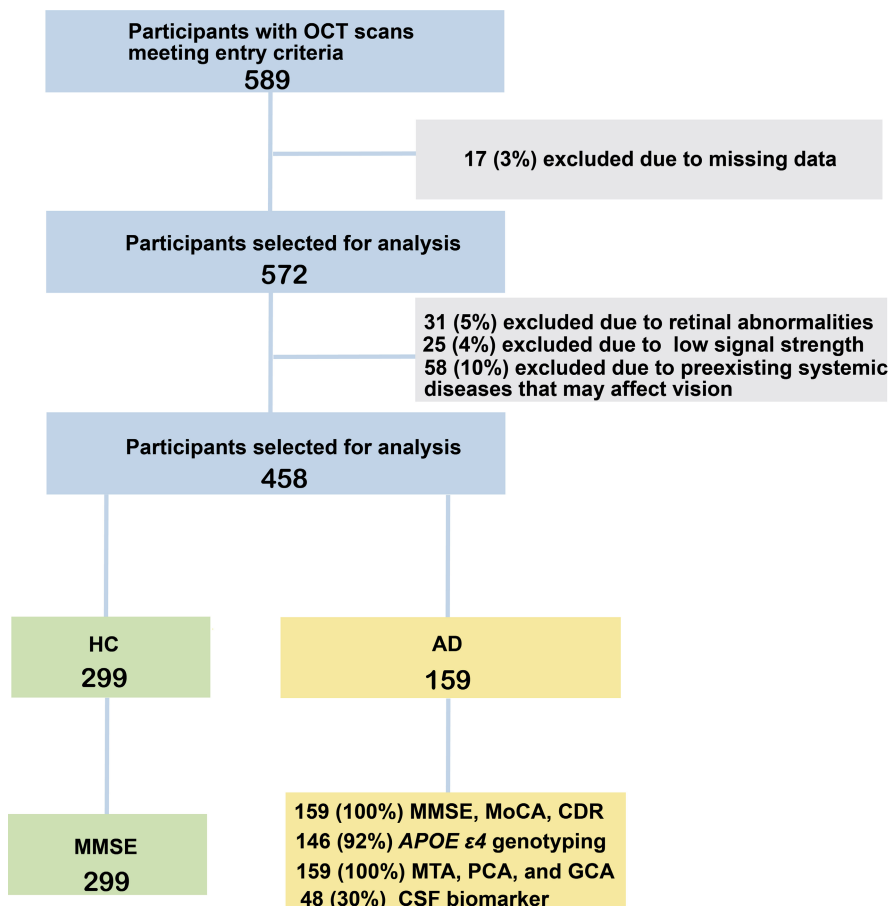 Participants with OCT scans
meeting entry criteria
589
17 (3%) excluded due to missing data
Participants selected for analysis
572
31 (5%) excluded due to retinal abnormalities
25 (4%) excluded due to  low signal strength
58 (10%) excluded due to preexisting systemic
diseases that may affect vision
Participants selected for analysis
458
HC
299
AD
159
MMSE
299
159 (100%) MMSE, MoCA, CDR
146 (92%) APOE ε4 genotyping
159 (100%) MTA, PCA, and GCA
48 (30%)  CSF biomarker